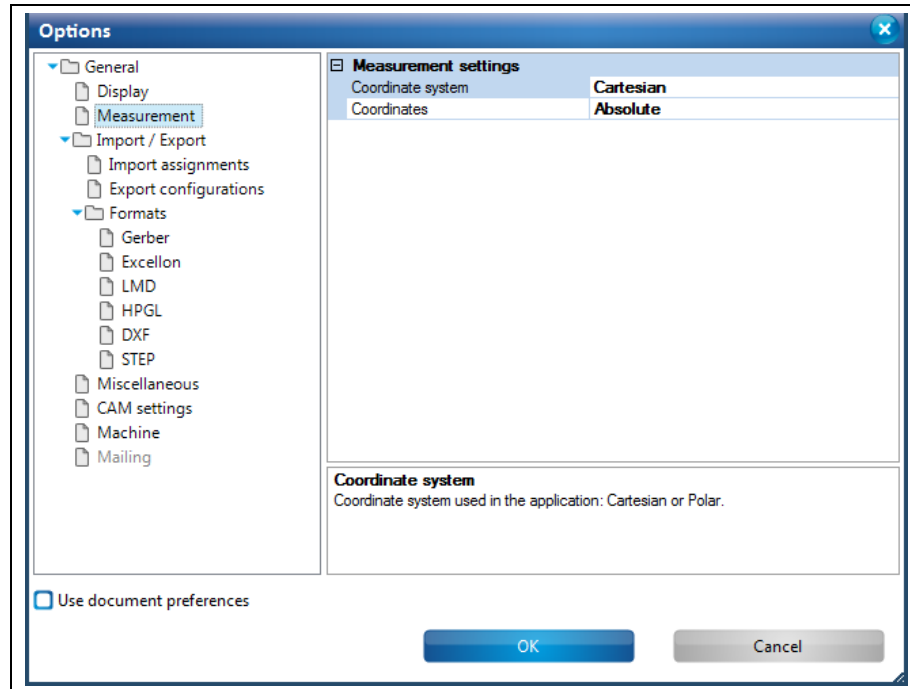 Options
General
Display
Measurement
Import / Export
Import assignments
Export configurations
Formats
Gerber
Excellon
LMD
HPGL
DXF
STEP
Miscellaneous
CAM settings
Machine
Mailing
Measurement settings
Coordinate system Cartesian
Coordinates Absolute
Coordinate system
Coordinate system used in the application: Cartesian or Polar.
Use document preferences
OK Cancel